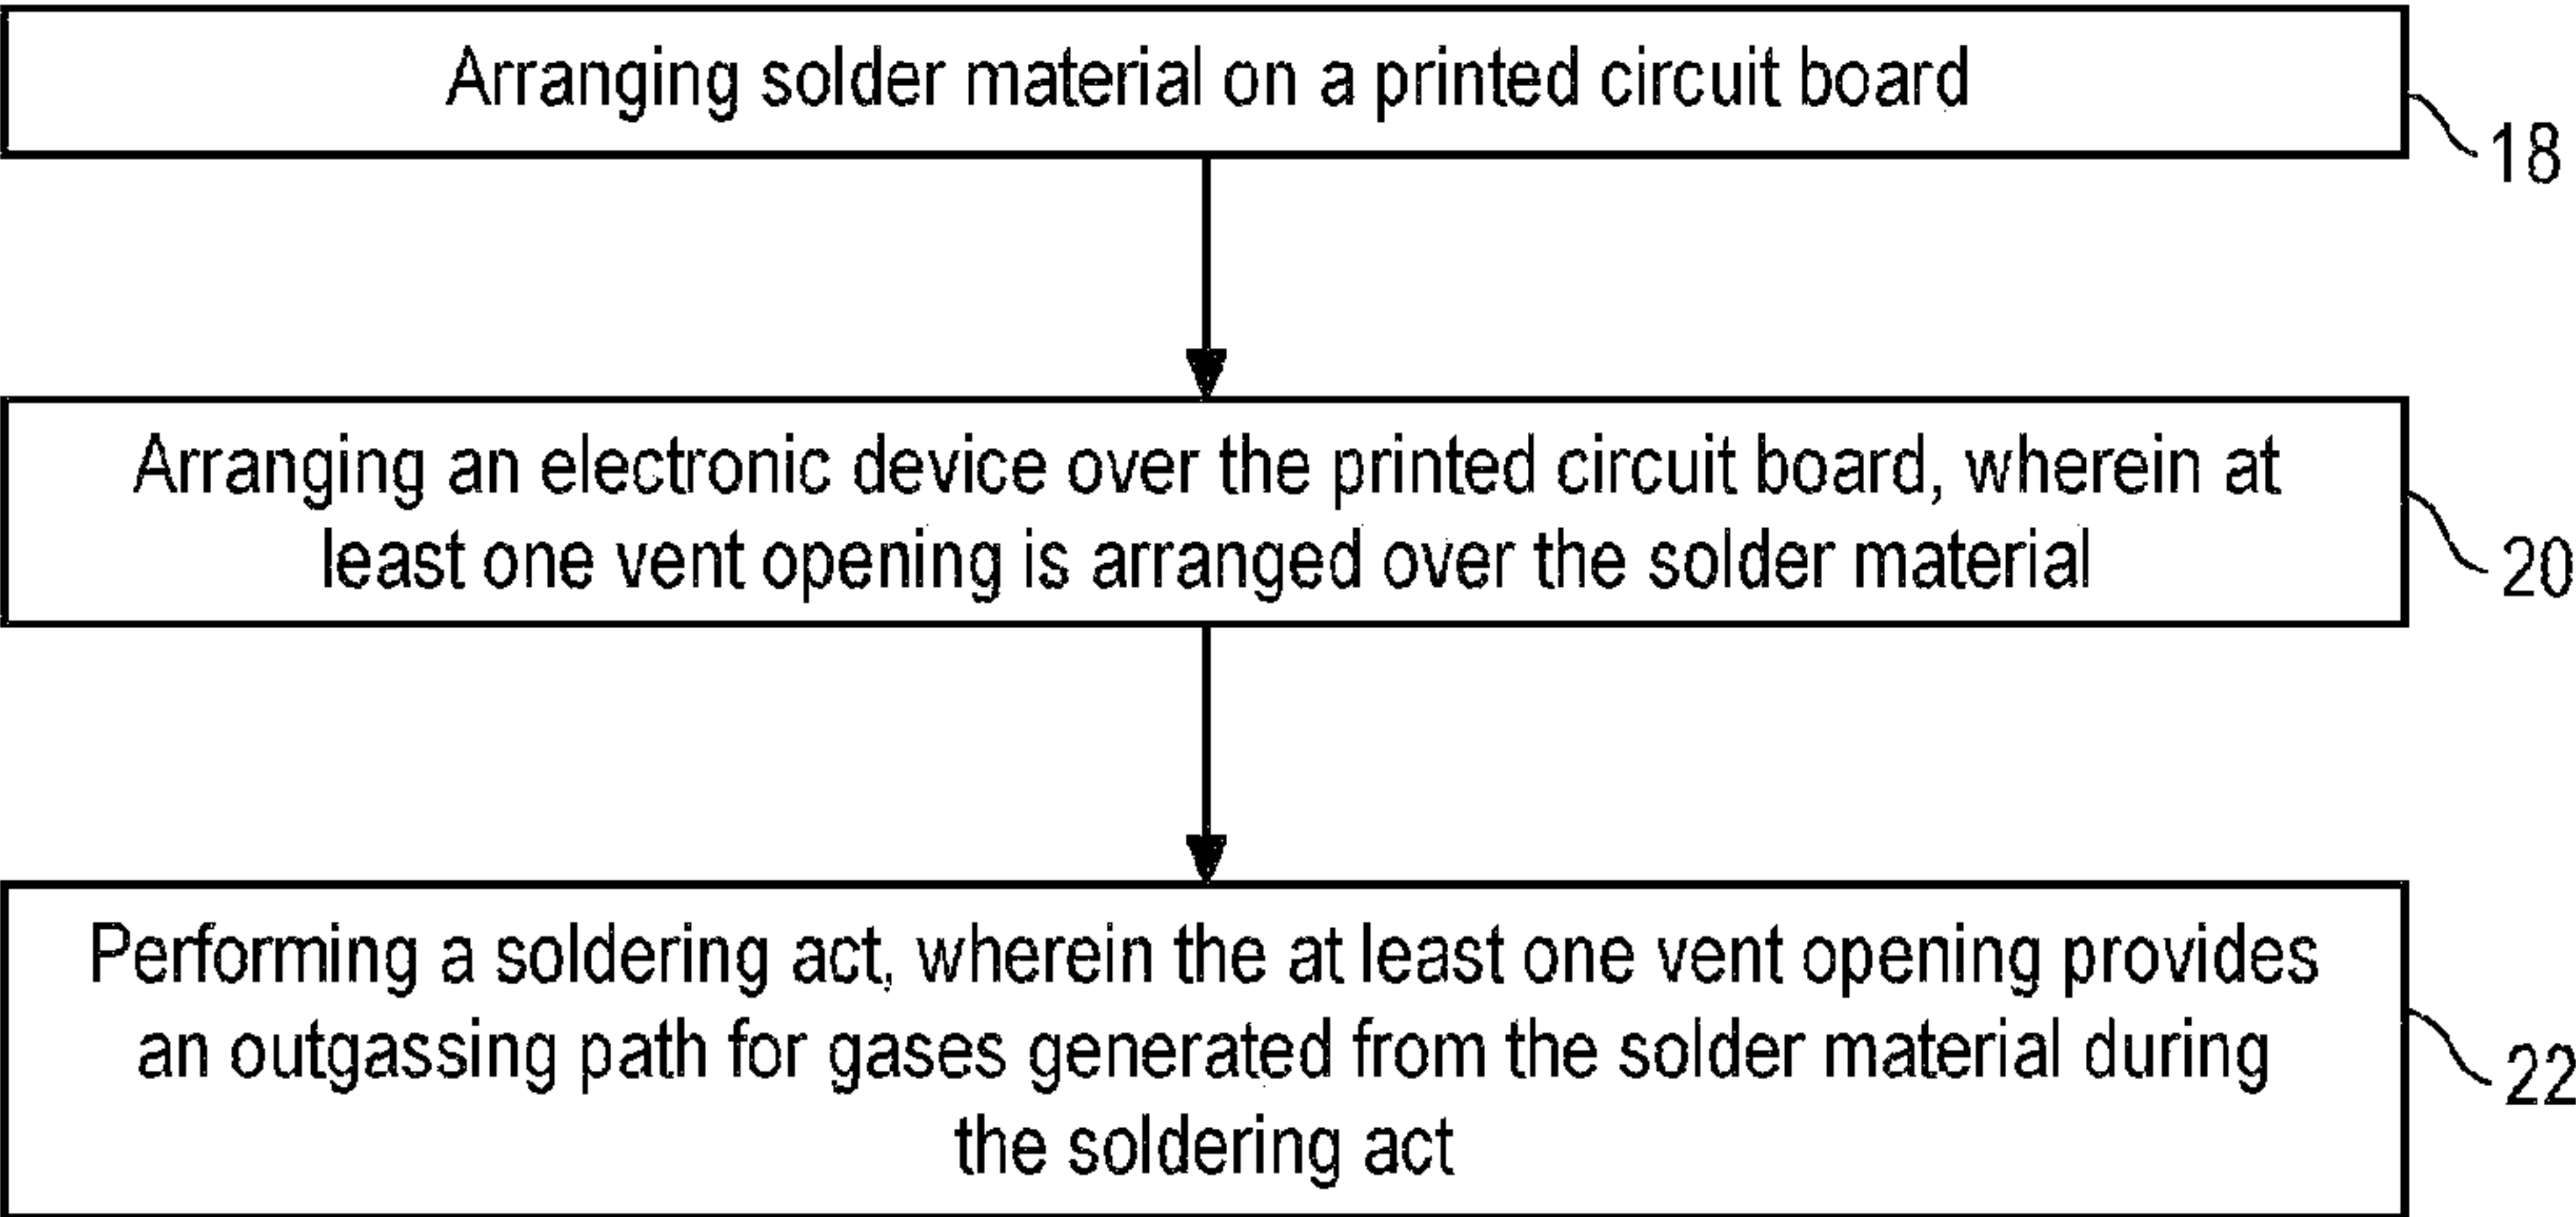 Arranging solder material on a printed circuit board
18
Arranging an electronic device over the printed circuit board, wherein at
least one vent opening is arranged over the solder material
20
Performing a soldering act, wherein the at least one vent opening provides
an outgassing path for gases generated from the solder material during
the soldering act
22